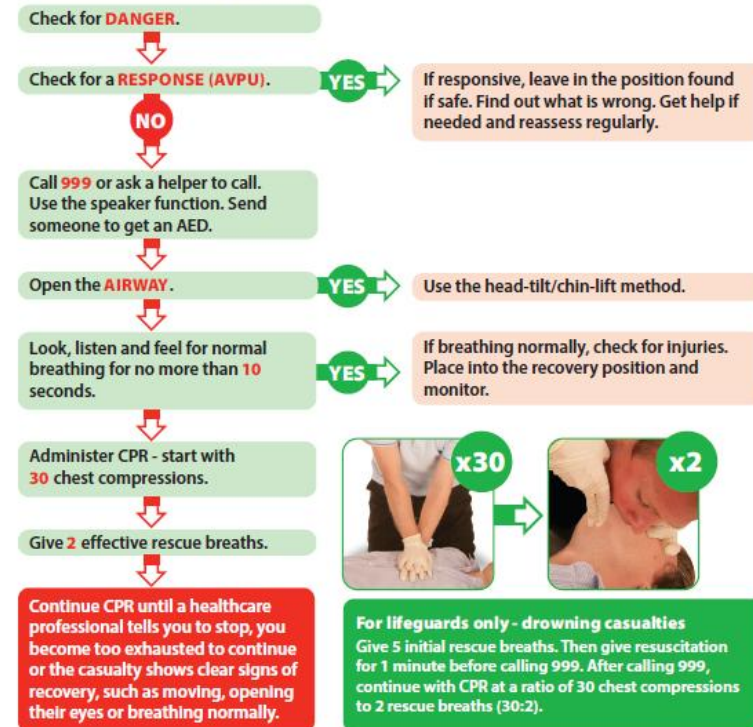 Check for DANGER.
Check for a RESPONSE (AVPU).
YES
If responsive, leave in the position found
if safe. Find out what is wrong. Get help if
needed and reassess regularly.
NO
Call 999 or ask a helper to call.
Use the speaker function. Send
someone to get an AED.
Open the AIRWAY.
YES
Use the head-tilt/chin-lift method.
Look, listen and feel for normal
breathing for no more than 10
seconds.
YES
If breathing normally, check for injuries.
Place into the recovery position and
monitor.
Administer CPR - start with
30 chest compressions.
x30
x2
Give 2 effective rescue breaths.
Continue CPR until a healthcare
professional tells you to stop, you
become too exhausted to continue
or the casualty shows clear signs of
recovery, such as moving, opening
their eyes or breathing normally.
For lifeguards only - drowning casualties
Give 5 initial rescue breaths. Then give resuscitation
for 1 minute before calling 999. After calling 999,
continue with CPR at a ratio of 30 chest compressions
to 2 rescue breaths (30:2).